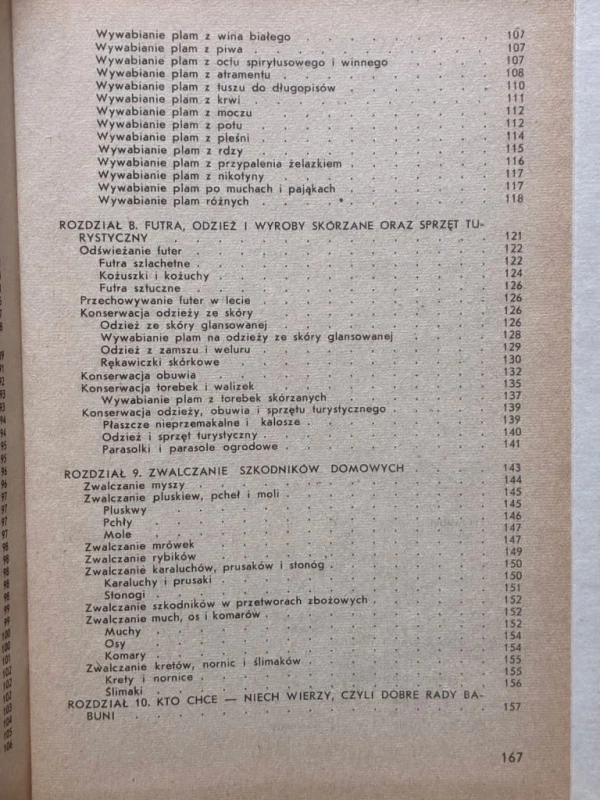 Wywabianie plam z wina białego 107
Wywabianie plam z piwa 107
Wywabianie plam z octu spirytusowego i winnego 107
Wywabianie plam z atramentu 108
Wywabianie plam z tuszu do długopisów 110
Wywabianie plam z krwi 111
Wywabianie plam z moczu 112
Wywabianie plam z potu 112
Wywabianie plam z pleśni 114
Wywabianie plam z rdzy 115
Wywabianie plam z przypalenia żelazkiem 116
Wywabianie plam z nikotyny 117
Wywabianie plam po muchach i pająkach 117
Wywabianie plam różnych 118
ROZDZIAŁ 8. FUTRA, ODZIEŻ I WYROBY SKÓRZANE ORAZ SPRZĘT TU-
RYSTYCZNY 121
Odświeżanie futer 122
Futra szlachetne 122
Kożuszki i kożuchy 124
Futra sztuczne 126
Przechowywanie futer w lecie 126
Konserwacja odzieży ze skóry 126
Odzież ze skóry glansowanej 126
Wywabianie plam na odzieży ze skóry glansowanej 128
Odzież z zamszu i weluru 129
Rękawiczki skórkowe 130
Konserwacja obuwia 132
Konserwacja torebek i walizek 135
Wywabianie plam z torebek skórzanych 137
Konserwacja odzieży, obuwia i sprzętu turystycznego 139
Płaszcze nieprzemakalne i kalosze 139
Odzież i sprzęt turystyczny 140
Parasolki i parasole ogrodowe 141
ROZDZIAŁ 9. ZWALCZANIE SZKODNIKÓW DOMOWYCH 143
Zwalczanie myszy 144
Zwalczanie pluskiew, pcheł i moli 145
Pluskwy 145
Pchły 146
Mole 147
Zwalczanie mrówek 147
Zwalczanie rybików 149
Zwalczanie karaluchów, prusaków i stonóg 150
Karaluchy i prusaki 150
Stonogi 151
Zwalczanie szkodników w przetworach zbożowych 152
Zwalczanie much, os i komarów 152
Muchy 152
Osy 154
Komary 154
Zwalczanie kretów, nornic i ślimaków 155
Krety i nornice 155
Ślimaki 156
ROZDZIAŁ 10. KTO CHCE — NIECH WIERZY, CZYLI DOBRE RADY BA-
BUNI 157
167